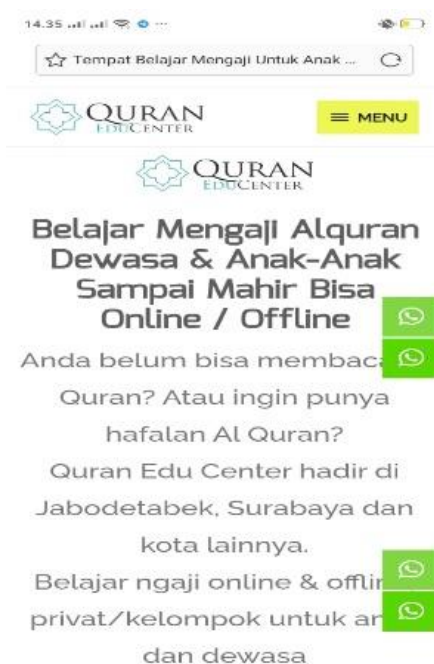 14.35
Tempat Belajar Mengaji Untuk Anak ...
QURAN
EDUCENTER
MENU
QURAN
EDUCENTER
Belajar Mengaji Alquran
Dewasa & Anak-Anak
Sampai Mahir Bisa
Online / Offline
Anda belum bisa membaca
Quran? Atau ingin punya
hafalan Al Quran?
Quran Edu Center hadir di
Jabodetabek, Surabaya dan
kota lainnya.
Belajar ngaji online &
privat/kelompok untuk
dan dewasa